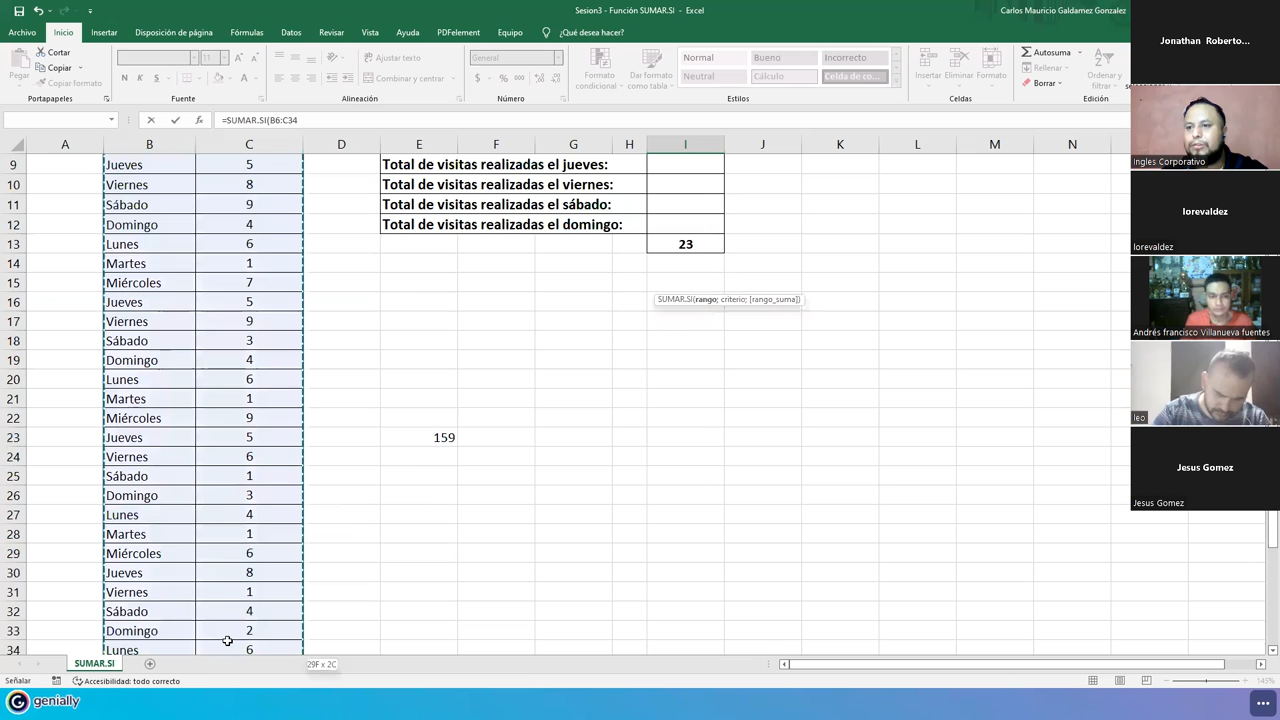 Sesion3 - Función SUMAR.SI - Excel
Carlos Mauricio Galdamez Gonzalez
Archivo Inicio Insertar Disposición de página Fórmulas Datos Revisar Vista Ayuda PDFelement Equipo ¿Qué desea hacer?
Pegar
Cortar
Copiar
Copiar formato
11
N K S
Ajustar texto
Combinar y centrar
General
Formato condicional
Dar formato como tabla
Normal Bueno Incorrecto
Neutral Cálculo Celda de co...
Insertar Eliminar Formato
Autosuma
Rellenar
Borrar
Ordenar y
Portapapeles Fuente Alineación Número Estilos Celdas Edición
=SUMAR.SI(B6:C34
A B C D E F G H I J K L M N
9 Jueves 5 Total de visitas realizadas el jueves:
10 Viernes 8 Total de visitas realizadas el viernes:
11 Sábado 9 Total de visitas realizadas el sábado:
12 Domingo 4 Total de visitas realizadas el domingo:
13 Lunes 6 23
14 Martes 1
15 Miércoles 7
16 Jueves 5
SUMAR.SI(rango; criterio; [rango_suma])
17 Viernes 9
18 Sábado 3
19 Domingo 4
20 Lunes 6
21 Martes 1
22 Miércoles 9
23 Jueves 5 159
24 Viernes 6
25 Sábado 1
26 Domingo 3
27 Lunes 4
28 Martes 1
29 Miércoles 6
30 Jueves 8
31 Viernes 1
32 Sábado 4
33 Domingo 2
34 Lunes 6
SUMAR.SI
29F x 2C
Señalar
Accesibilidad: todo correcto
145%
genially
Jonathan Roberto...
Ingles Corporativo
lorevaldez
lorevaldez
Andrés francisco Villanueva fuentes
leo
Jesus Gomez
Jesus Gomez